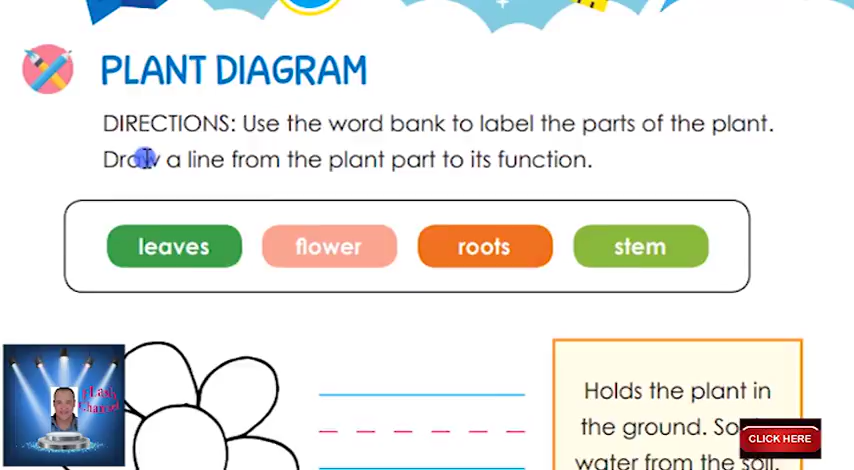 PLANT DIAGRAM
DIRECTIONS: Use the word bank to label the parts of the plant.
Draw a line from the plant part to its function.
leaves flower roots stem
Holds the plant in
the ground.
water from the soil.
CLICK HERE